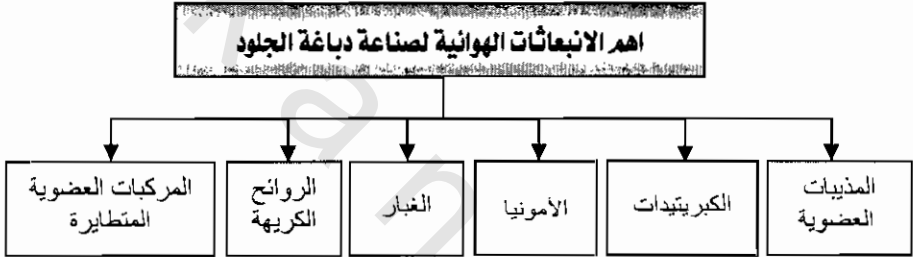 اهم الانبعاثات الهوائية لصناعة دباغة الجلود
المذيبات
العضوية
الكبريتيدات
الأمونيا
الغبار
الروائح
الكريهة
المركبات العضوية
المتطايرة